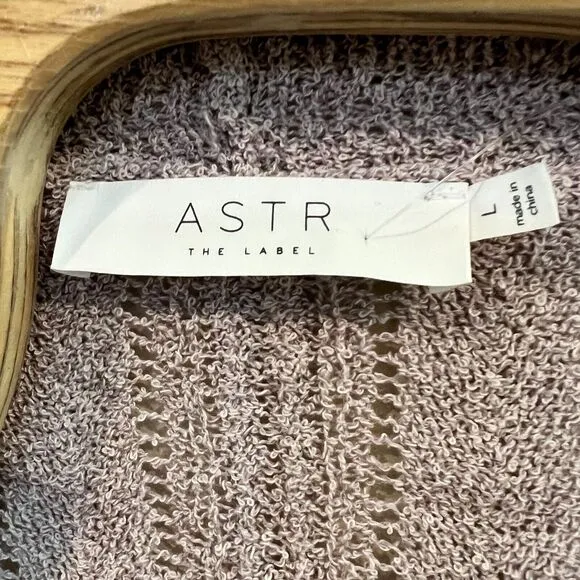 ASTR
THE LABEL
L
made in
china